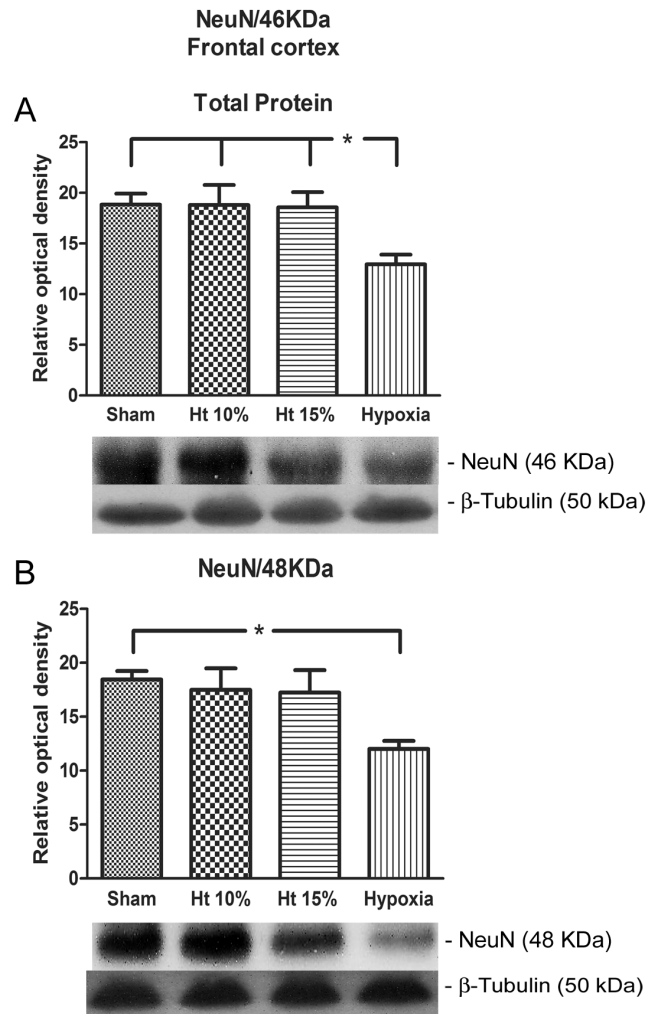 NeuN/46KDa
Frontal cortex
A
Total Protein
*
25
20
15
10
5
0
Relative optical density
Sham Ht 10% Ht 15% Hypoxia
- NeuN (46 KDa)
- β-Tubulin (50 kDa)
B
NeuN/48KDa
*
25
20
15
10
5
0
Relative optical density
Sham Ht 10% Ht 15% Hypoxia
- NeuN (48 KDa)
- β-Tubulin (50 kDa)